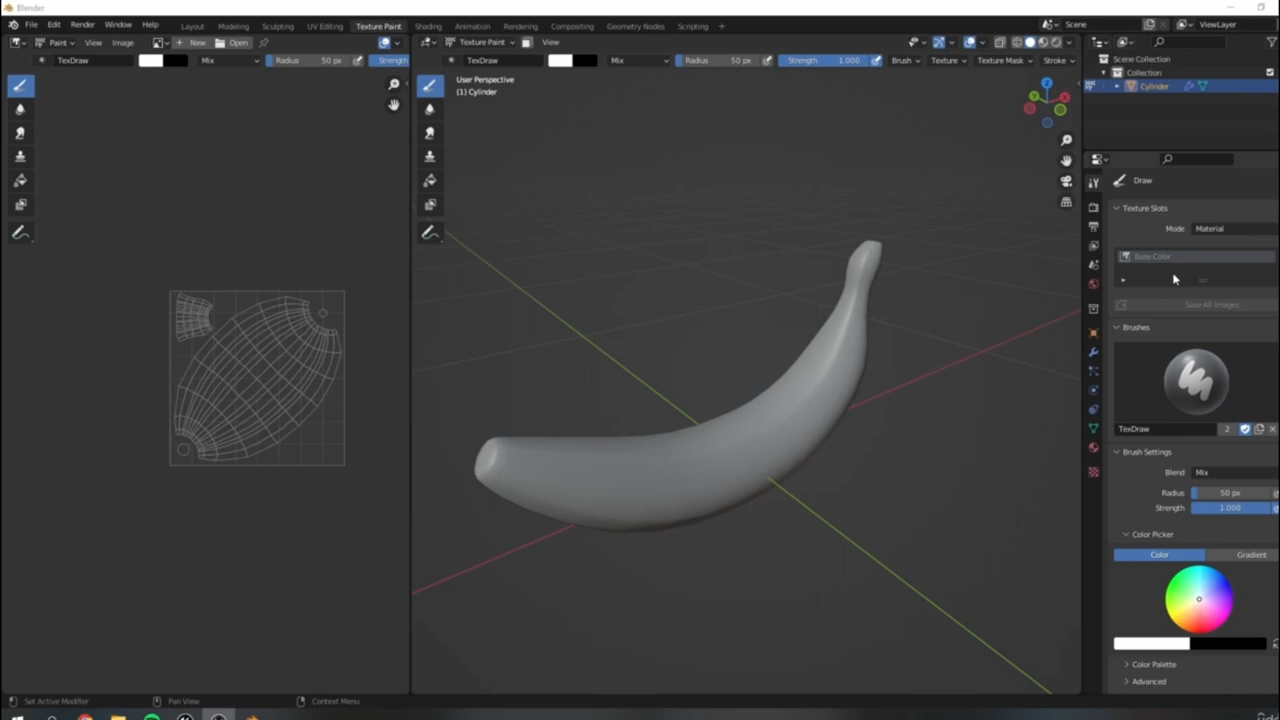 Blender
File Edit Render Window Help Layout Modeling Sculpting UV Editing Texture Paint Shading Animation Rendering Compositing Geometry Nodes Scripting Scene ViewLayer
Paint View Image New Open Texture Paint View
TexDraw Mix Radius 50 px Strength TexDraw Mix Radius 50 px Strength 1.000 Brush Texture Texture Mask Stroke
Scene Collection
Collection
Cylinder
User Perspective
(1) Cylinder
Draw
Texture Slots
Mode Material
Base Color
Save All Images
Brushes
TexDraw 2
Brush Settings
Blend Mix
Radius 50 px
Strength 1.000
Color Picker
Color Gradient
Color Palette
Advanced
Set Active Modifier Pan View Context Menu